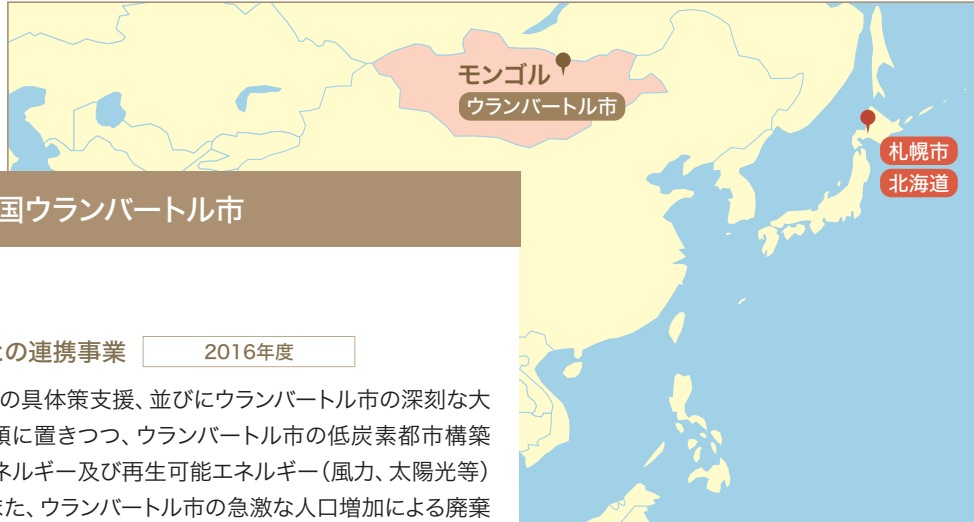 モンゴル
ウランバートル市
札幌市
北海道
国ウランバートル市
との連携事業 2016年度
の具体策支援、並びにウランバートル市の深刻な大
頭に置きつつ、ウランバートル市の低炭素都市構築
ネルギー及び再生可能エネルギー(風力、太陽光等)
また、ウランバートル市の急激な人口増加による廃棄